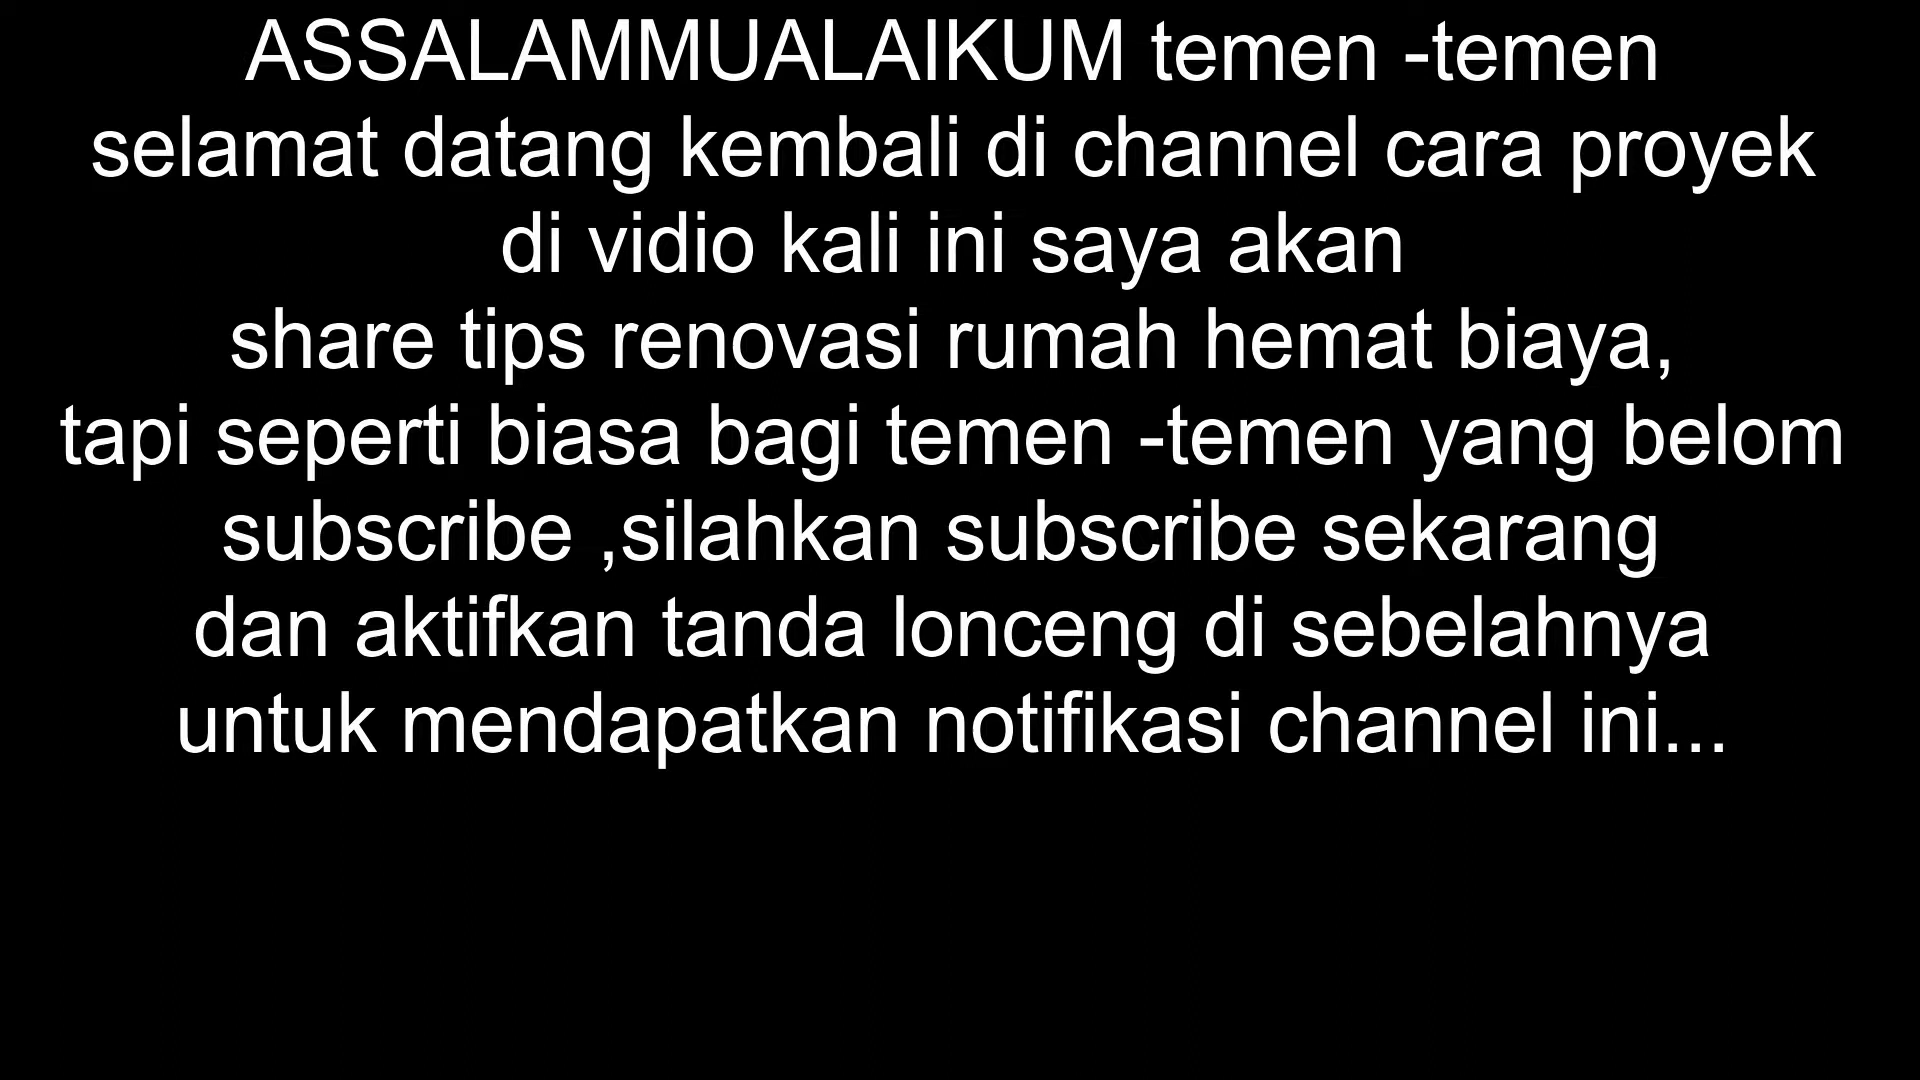 ASSALAMMUALAIKUM temen -temen
selamat datang kembali di channel cara proyek
di vidio kali ini saya akan
share tips renovasi rumah hemat biaya,
tapi seperti biasa bagi temen -temen yang belom
subscribe ,silahkan subscribe sekarang
dan aktifkan tanda lonceng di sebelahnya
untuk mendapatkan notifikasi channel ini...